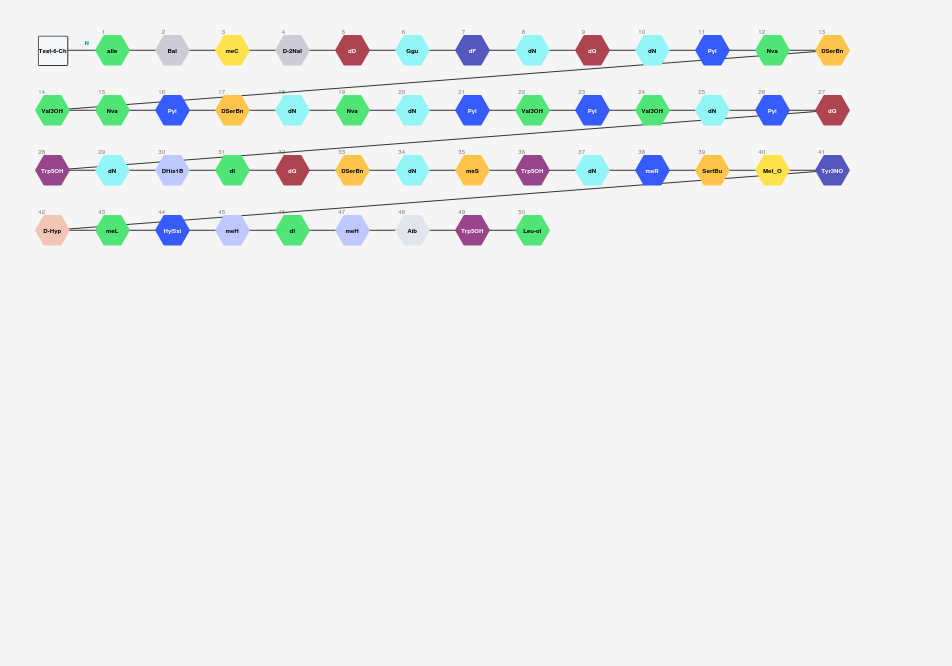 N 1 2 3 4 5 6 7 8 9 10 11 12 13
Test-6-Ch aIle Bal meC D-2Nal dD Ggu dF dN dQ dN Pyl Nva DSerBn
14 15 16 17 18 19 20 21 22 23 24 25 26 27
Val3OH Nva Pyl DSerBn dN Nva dN Pyl Val3OH Pyl Val3OH dN Pyl dQ
28 29 30 31 32 33 34 35 36 37 38 39 40 41
Trp5OH dN DHis1B dI dQ DSerBn dN meS Trp5OH dN meR SertBu Met_O Tyr3NO
42 43 44 45 46 47 48 49 50
D-Hyp meL meH dI meH Aib Trp5OH Leu-ol